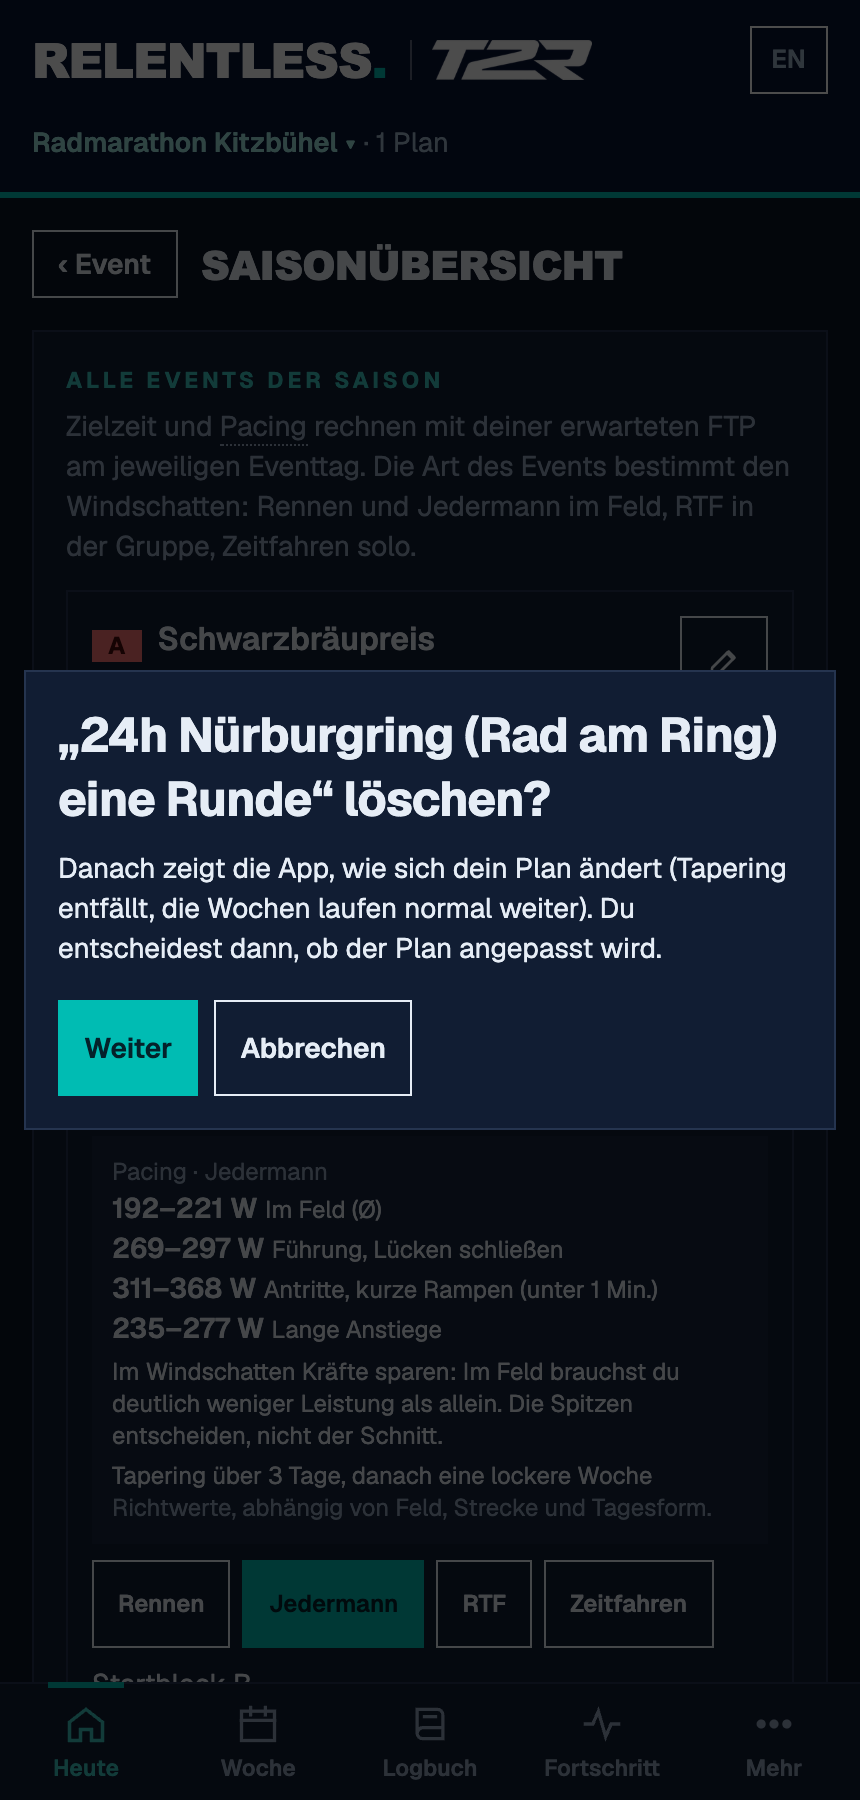 RELENTLESS. T2R EN
Radmarathon Kitzbühel ▾ · 1 Plan
‹ Event SAISONÜBERSICHT
ALLE EVENTS DER SAISON
Zielzeit und Pacing rechnen mit deiner erwarteten FTP
am jeweiligen Eventtag. Die Art des Events bestimmt den
Windschatten: Rennen und Jedermann im Feld, RTF in
der Gruppe, Zeitfahren solo.
A Schwarzbräupreis
„24h Nürburgring (Rad am Ring)
eine Runde“ löschen?
Danach zeigt die App, wie sich dein Plan ändert (Tapering
entfällt, die Wochen laufen normal weiter). Du
entscheidest dann, ob der Plan angepasst wird.
Weiter Abbrechen
Pacing · Jedermann
192–221 W Im Feld (Ø)
269–297 W Führung, Lücken schließen
311–368 W Antritte, kurze Rampen (unter 1 Min.)
235–277 W Lange Anstiege
Im Windschatten Kräfte sparen: Im Feld brauchst du
deutlich weniger Leistung als allein. Die Spitzen
entscheiden, nicht der Schnitt.
Tapering über 3 Tage, danach eine lockere Woche
Richtwerte, abhängig von Feld, Strecke und Tagesform.
Rennen Jedermann RTF Zeitfahren
Startblock B
Heute Woche Logbuch Fortschritt Mehr